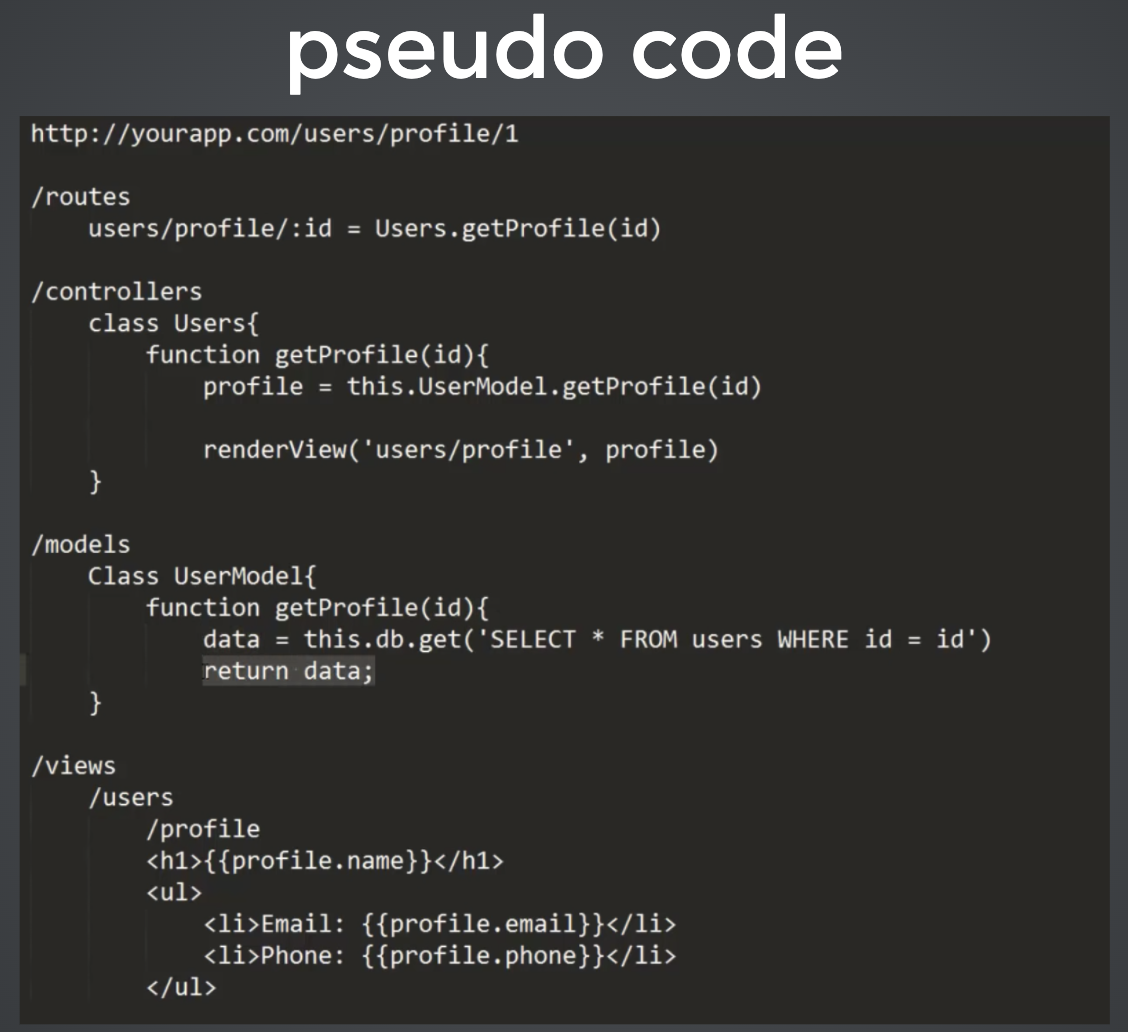 pseudo code
http://yourapp.com/users/profile/1
/routes
users/profile/:id = Users.getProfile(id)
/controllers
class Users{
function getProfile(id){
profile = this.UserModel.getProfile(id)
renderView('users/profile', profile)
}
/models
Class UserModel{
function getProfile(id){
data = this.db.get('SELECT * FROM users WHERE id = id')
return data;
}
/views
/users
/profile
<h1>{{profile.name}}</h1>
<ul>
<li>Email: {{profile.email}}</li>
<li>Phone: {{profile.phone}}</li>
</ul>